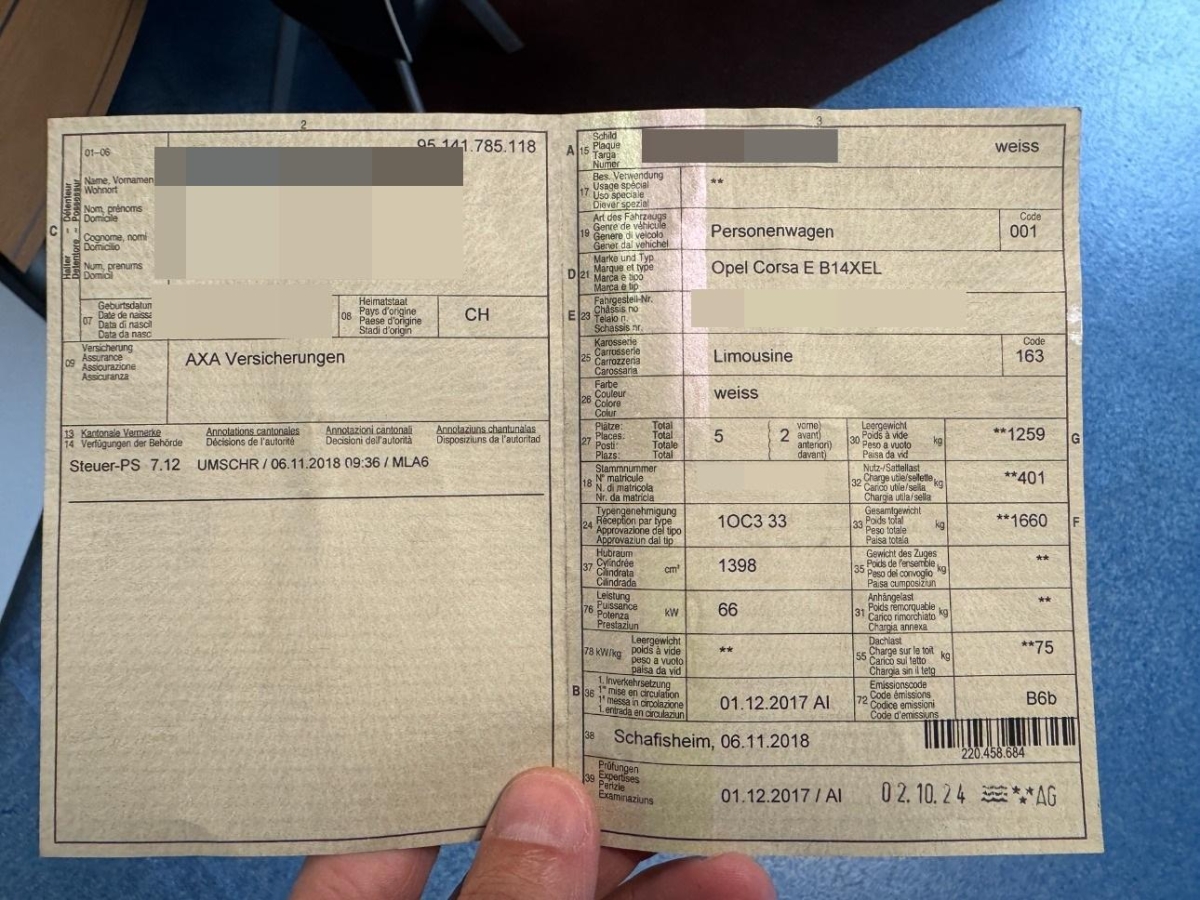 2
95.141.785.118
01–06
Halter – Détenteur
Detentore – Possessur
C
Name, Vornamen
Wohnort
Nom, prénoms
Domicile
Cognome, nomi
Domicilio
Num, prenums
Domicil
07
Geburtsdatum
Date de naissa
Data di nascit
Data da nasc
08
Heimatstaat
Pays d'origine
Paese d'origine
Stadi d'origin
CH
09
Versicherung
Assurance
Assicurazione
Assicuranza
AXA Versicherungen
13 Kantonale Vermerke Annotations cantonales Annotazioni cantonali Annotaziuns chantunalas
14 Verfügungen der Behörde Décisions de l'autorité Decisioni dell'autorità Disposiziuns da l'autoritad
Steuer-PS 7.12 UMSCHR / 06.11.2018 09:36 / MLA6
3
A 15
Schild
Plaque
Targa
Numer
weiss
17
Bes. Verwendung
Usage spécial
Uso speciale
Diever spezial
**
19
Art des Fahrzeugs
Genre de véhicule
Genere di veicolo
Gener dal vehichel
Personenwagen
Code
001
D 21
Marke und Typ
Marque et type
Marca e tipo
Marca e tip
Opel Corsa E B14XEL
E 23
Fahrgestell-Nr.
Châssis no
Telaio n.
Schassis nr.
25
Karosserie
Carrosserie
Carrozzeria
Carossaria
Limousine
Code
163
26
Farbe
Couleur
Colore
Colur
weiss
27
Plätze: Total
Places: Total
Posti: Totale
Plazs: Total
5
2
vorne)
avant)
anteriori)
davant)
30
Leergewicht
Poids à vide
Peso a vuoto
Paisa da vid
kg
**1259
G
18
Stammnummer
N° matricule
N. di matricola
Nr. da matricla
32
Nutz-/Sattellast
Charge utile/sellette
Carico utile/sella
Chargia utila/sella
kg
**401
24
Typengenehmigung
Réception par type
Approvazione del tipo
Approvaziun dal tip
1OC3 33
33
Gesamtgewicht
Poids total
Peso totale
Paisa totala
kg
**1660
F
37
Hubraum
Cylindrée
Cilindrata
Cilindrada
cm³
1398
35
Gewicht des Zuges
Poids de l'ensemble
Peso del convoglio
Paisa cumposiziun
kg
**
76
Leistung
Puissance
Potenza
Prestaziun
kW
66
31
Anhängelast
Poids remorquable
Carico rimorchiato
Chargia annexa
kg
**
78 kW/kg
Leergewicht
poids à vide
peso a vuoto
paisa da vid
**
55
Dachlast
Charge sur le toit
Carico sul tetto
Chargia sin il tetg
kg
**75
B 36
1. Inverkehrsetzung
1re mise en circulation
1a messa in circolazione
1. entrada en circulaziun
01.12.2017 AI
72
Emissionscode
Code émissions
Codice emissioni
Code d'emissiuns
B6b
38
Schafisheim, 06.11.2018
220.458.684
39
Prüfungen
Expertises
Perizie
Examinaziuns
01.12.2017 / AI
02.10.24
AG